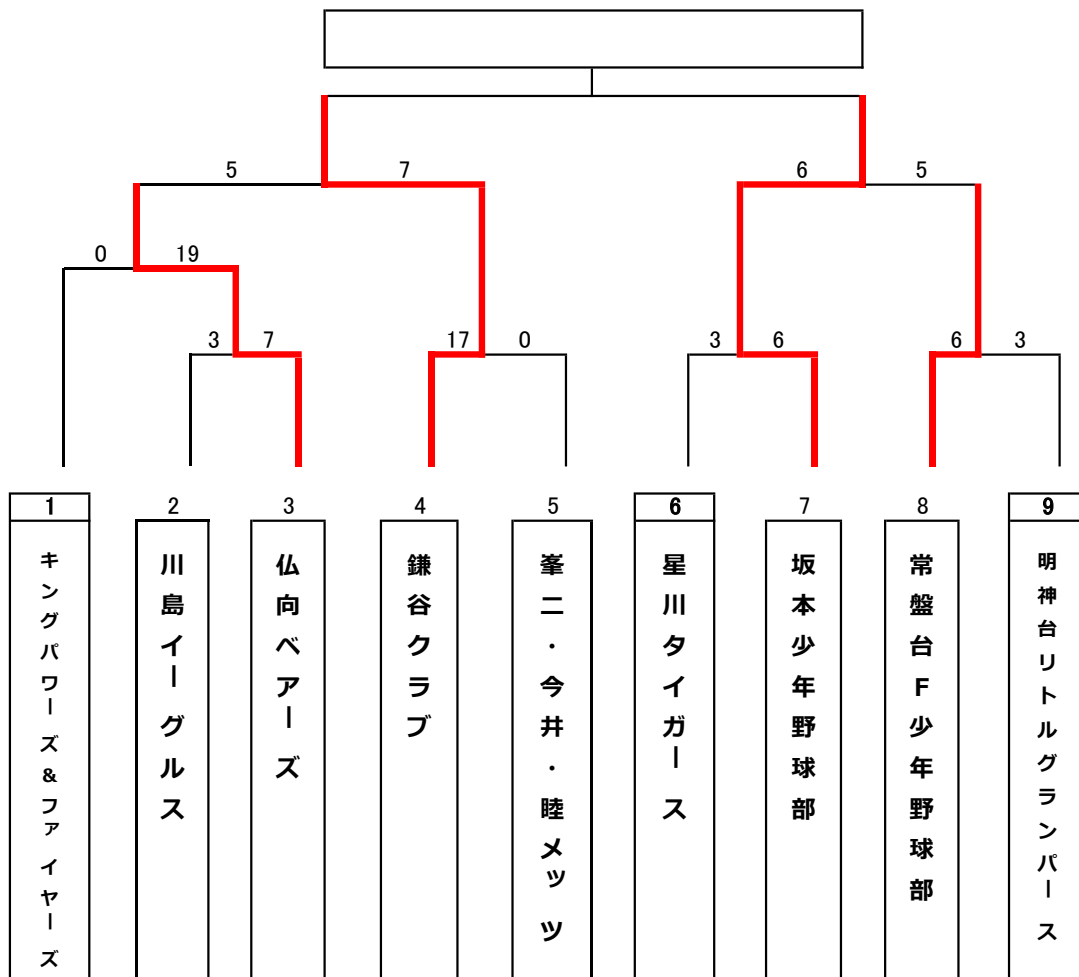 5 7 6 5
0 19
3 7 17 0 3 6 6 3
1 2 3 4 5 6 7 8 9
キングパワーズ&ファイヤーズ
川島イーグルス
仏向ベアーズ
鎌谷クラブ
峯二・今井・睦メッツ
星川タイガース
坂本少年野球部
常盤台F少年野球部
明神台リトルグランパース